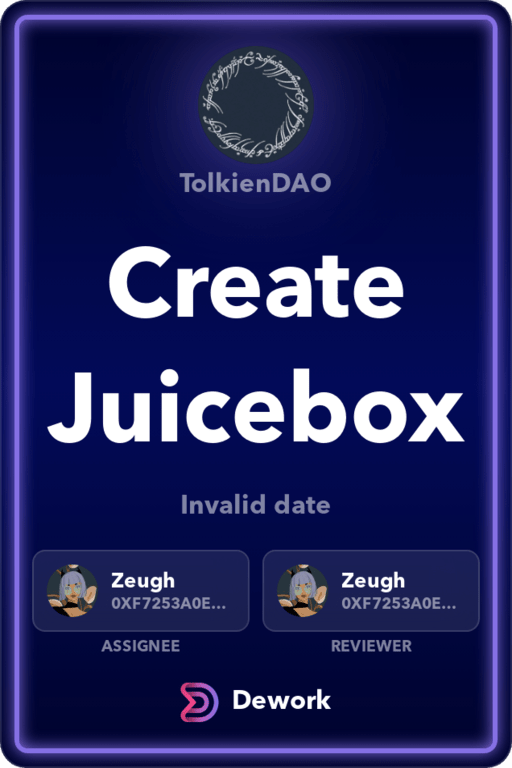 TolkienDAO
Create
Juicebox
Invalid date
Zeugh
0XF7253A0E...
Zeugh
0XF7253A0E...
ASSIGNEE
REVIEWER
Dework